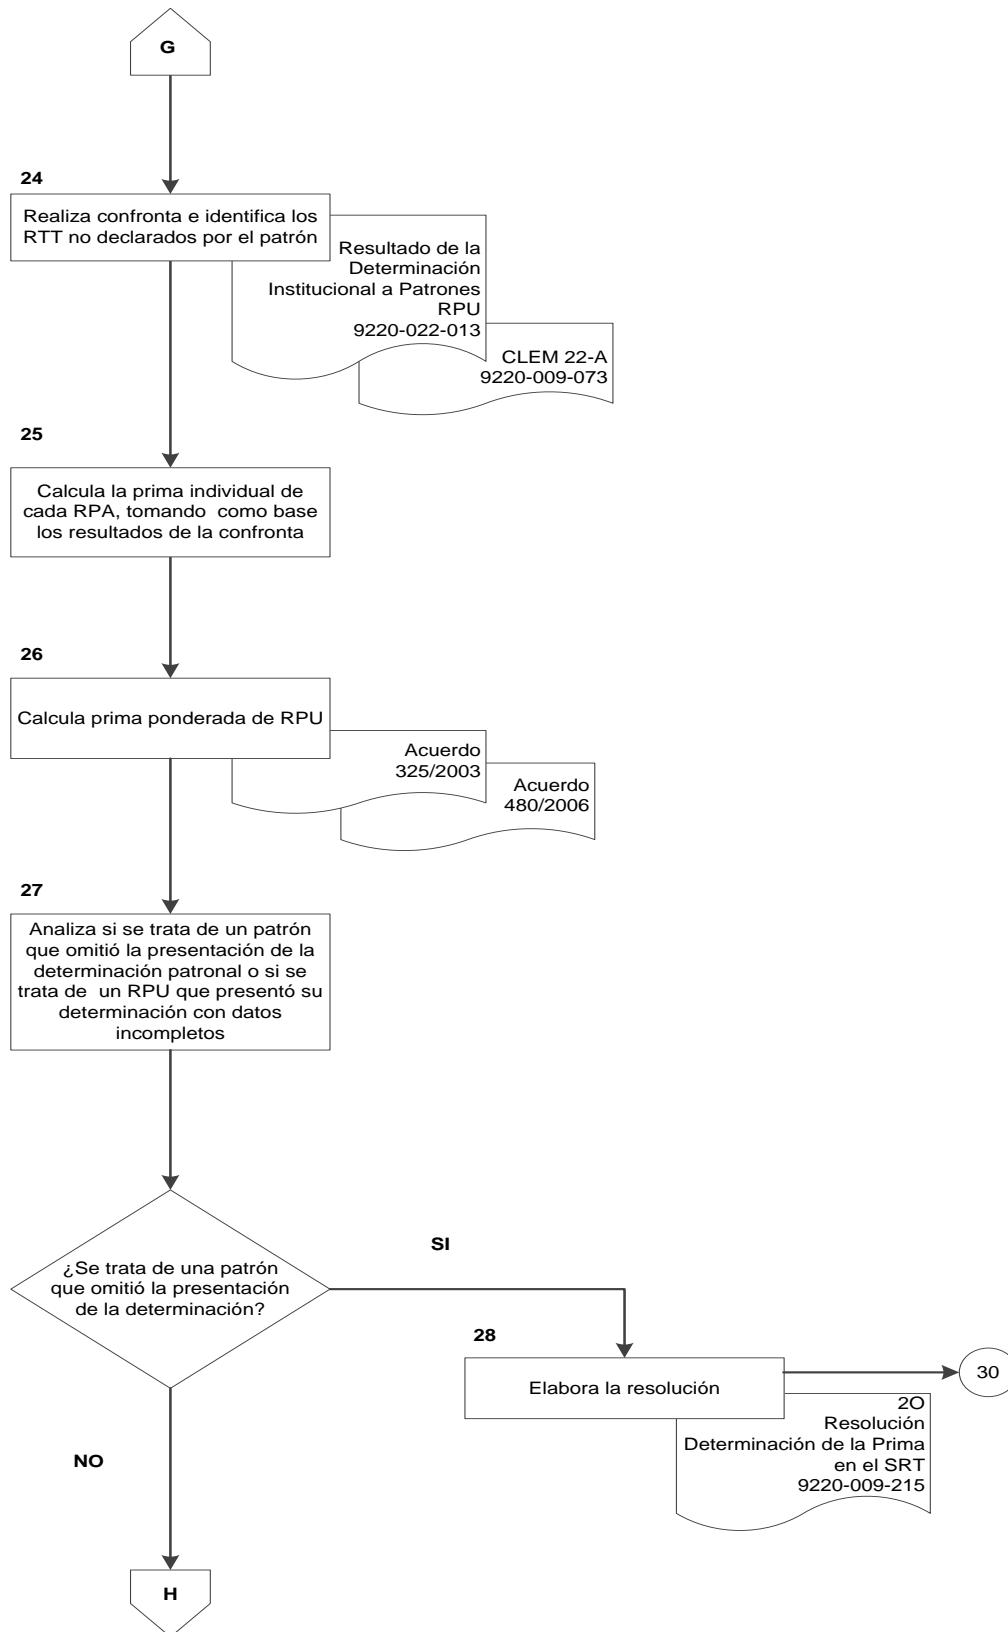 G
24
Realiza confronta e identifica los
RTT no declarados por el patrón
Resultado de la
Determinación
Institucional a Patrones
RPU
9220-022-013
CLEM 22-A
9220-009-073
25
Calcula la prima individual de
cada RPA, tomando como base
los resultados de la confronta
26
Calcula prima ponderada de RPU
Acuerdo
325/2003
Acuerdo
480/2006
27
Analiza si se trata de un patrón
que omitió la presentación de la
determinación patronal o si se
trata de un RPU que presentó su
determinación con datos
incompletos
¿Se trata de una patrón
que omitió la presentación
de la determinación?
SI
28
Elabora la resolución
30
2O
Resolución
Determinación de la Prima
en el SRT
9220-009-215
NO
H